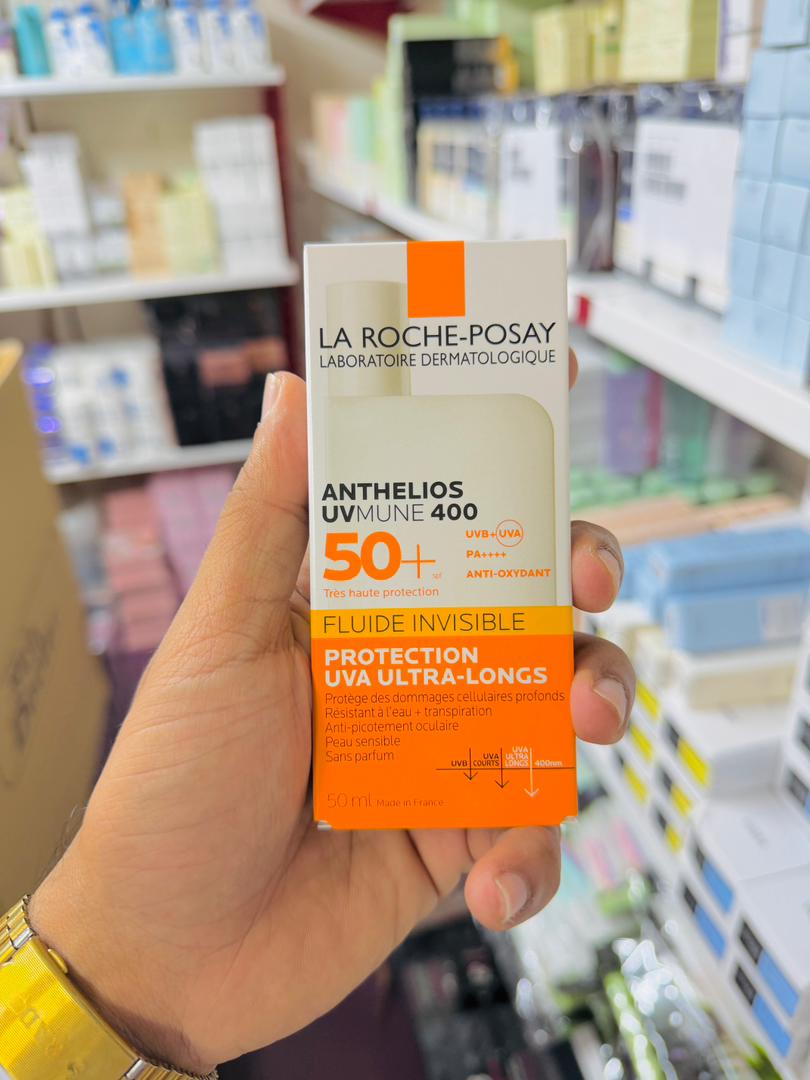 LA ROCHE-POSAY
LABORATOIRE DERMATOLOGIQUE
ANTHELIOS
UVMUNE 400
50+ spf
Très haute protection
UVB+UVA
PA++++
ANTI-OXYDANT
FLUIDE INVISIBLE
PROTECTION
UVA ULTRA-LONGS
Protège des dommages cellulaires profonds
Résistant à l'eau + transpiration
Anti-picotement oculaire
Peau sensible
Sans parfum
UVB
UVA
COURTS
UVA
ULTRA
LONGS
400nm
50 ml Made in France